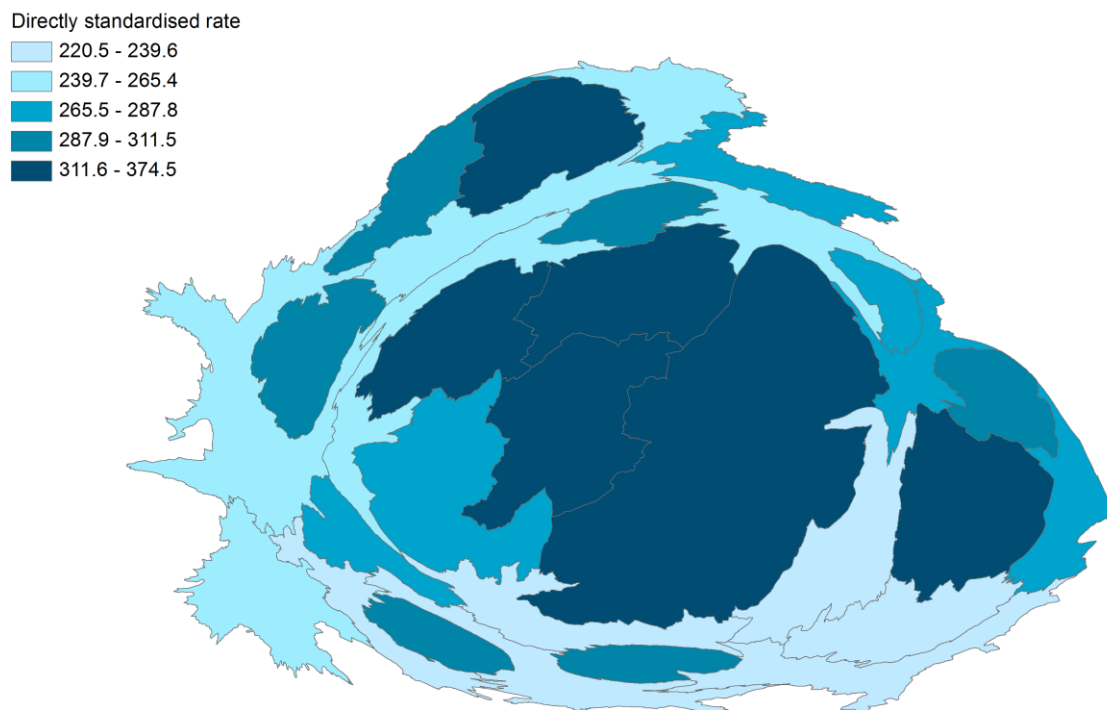 Directly standardised rate
220.5 - 239.6
239.7 - 265.4
265.5 - 287.8
287.9 - 311.5
311.6 - 374.5